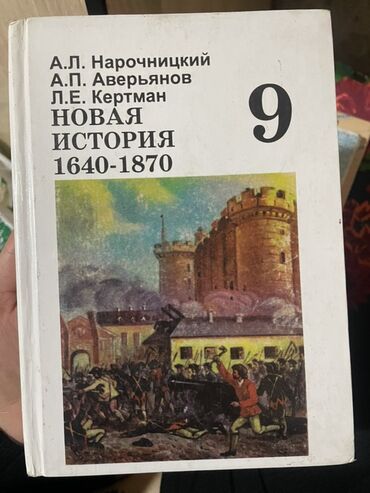 А.Л. Нарочницкий
А.П. Аверьянов
Л.Е. Кертман
НОВАЯ
ИСТОРИЯ
1640-1870
9